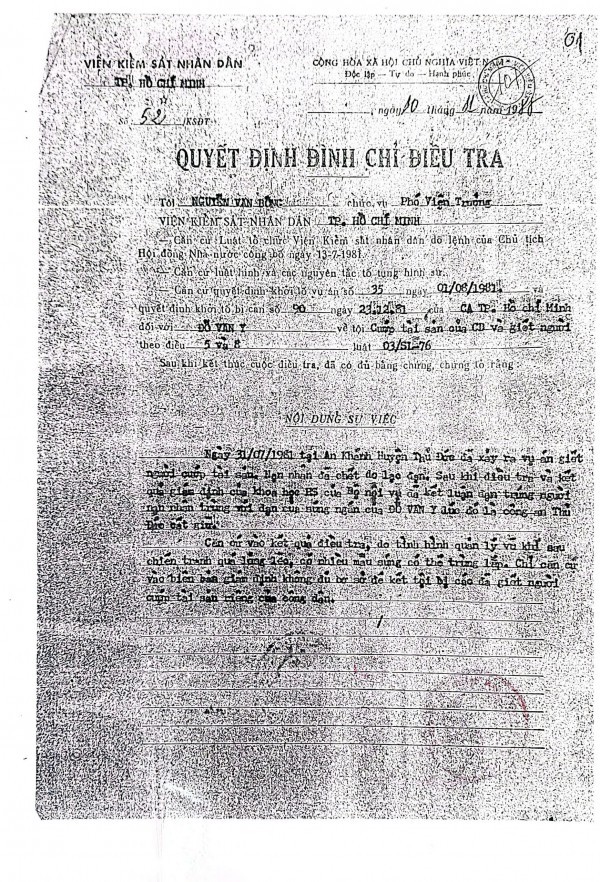 01
VIỆN KIỂM SÁT NHÂN DÂN
TP. HỒ CHÍ MINH
Số 52 /KSĐT
CỘNG HÒA XÃ HỘI CHỦ NGHĨA VIỆT NAM
Độc lập — Tự do — Hạnh phúc
, ngày 10 tháng 11 năm 198
QUYẾT ĐỊNH ĐÌNH CHỈ ĐIỀU TRA
Tôi NGUYỄN VĂN chức vụ Phó Viện Trưởng
VIỆN KIỂM SÁT NHÂN DÂN TP. HỒ CHÍ MINH
— Căn cứ Luật tổ chức Viện Kiểm sát nhân dân do lệnh của Chủ tịch
Hội đồng Nhà nước công bố ngày 13-7-1981.
— Căn cứ luật hình và các nguyên tắc tố tụng hình sự.
— Căn cứ quyết định khởi tố vụ án số 35 ngày 01/08/1981 và
quyết định khởi tố bị can số 90 ngày 23.12.81 của CA TP. Hồ chí Minh
đối với ĐỖ VĂN Y về tội Cướp tài sản của CD và giết người
theo điều 5 và 8 luật 03/SL-76
Sau khi kết thúc cuộc điều tra, đã có đủ bằng chứng, chứng tỏ rằng:
NỘI DUNG SỰ VIỆC
Ngày 31/07/1981 tại An Khánh Huyện Thủ Đức đã xảy ra vụ án giết
người cướp tài sản. Nạn nhân đã chết do lạc đạn. Sau khi điều tra và kết
quả giám định của khoa học HS của Bộ nội vụ đã kết luận đạn trúng người
nạn nhân trùng với đạn của súng ngắn của ĐỖ VĂN Y lúc đó là công an Thủ
Đức bắt giữ.
Căn cứ vào kết quả điều tra, do tình hình quản lý vũ khí sau
chiến tranh quá lỏng lẻo, có nhiều mẫu súng có thể trùng lắp. Chỉ căn cứ
vào biên bản giám định không đủ cơ sở để kết tội bị cáo đã giết người
cướp tài sản riêng của công dân.